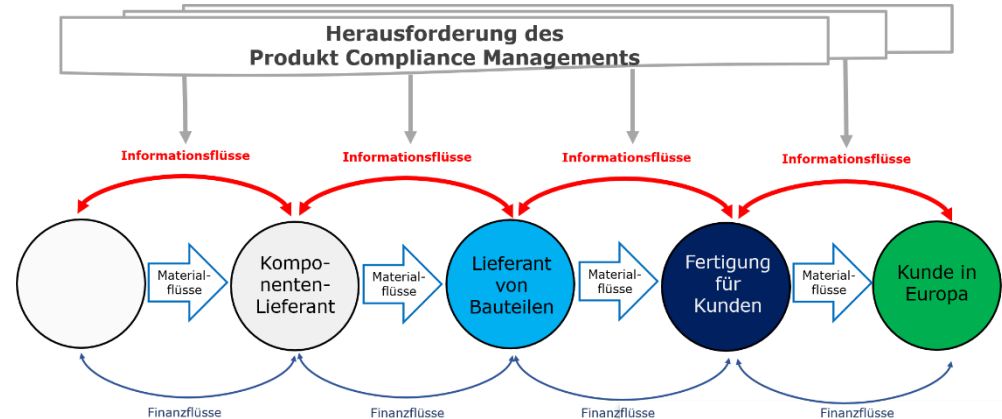 Herausforderung des
Produkt Compliance Managements
Informationsflüsse
Informationsflüsse
Informationsflüsse
Informationsflüsse
Material-
flüsse
Kompo-
nenten-
Lieferant
Material-
flüsse
Lieferant
von
Bauteilen
Material-
flüsse
Fertigung
für
Kunden
Material-
flüsse
Kunde in
Europa
Finanzflüsse
Finanzflüsse
Finanzflüsse
Finanzflüsse